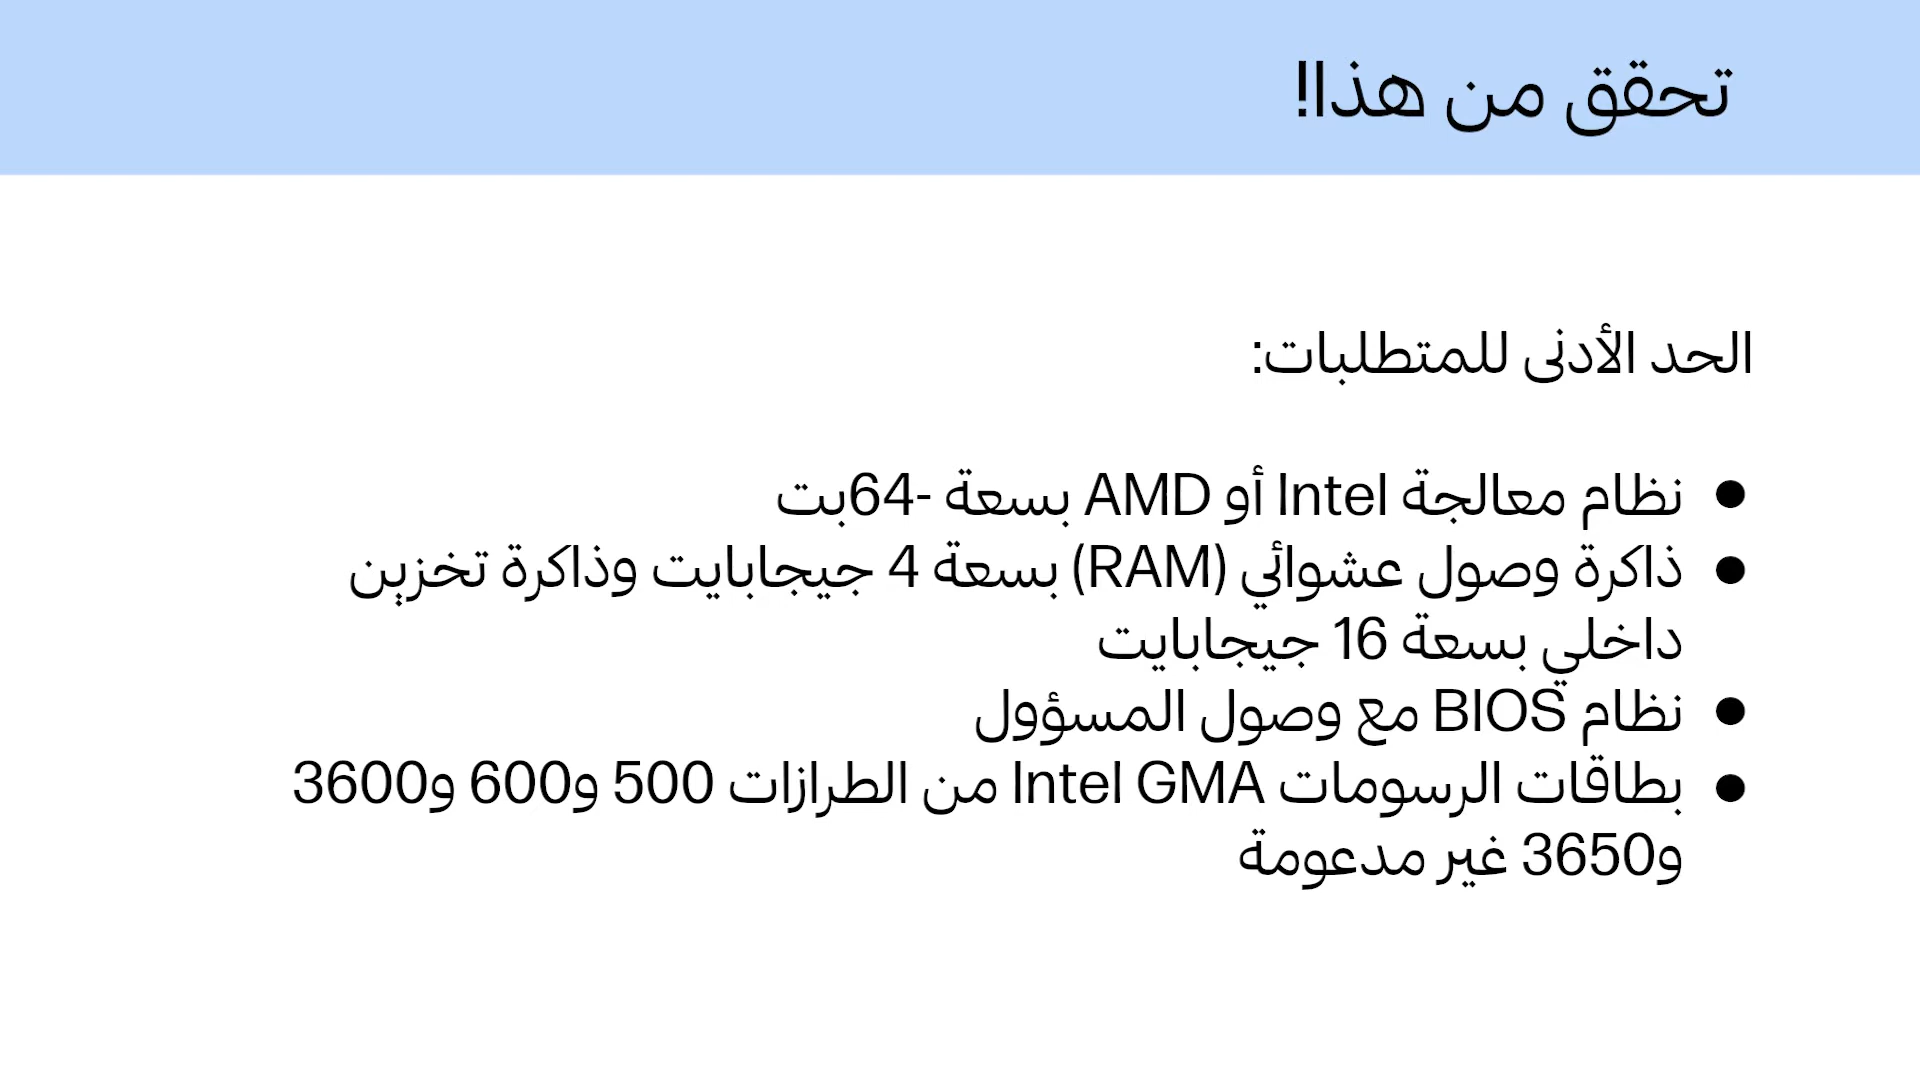 تحقق من هذا!
الحد الأدنى للمتطلبات:
● نظام معالجة Intel أو AMD بسعة -64بت
● ذاكرة وصول عشوائي (RAM) بسعة 4 جيجابايت وذاكرة تخزين
داخلي بسعة 16 جيجابايت
● نظام BIOS مع وصول المسؤول
● بطاقات الرسومات Intel GMA من الطرازات 500 و600 و3600
و3650 غير مدعومة